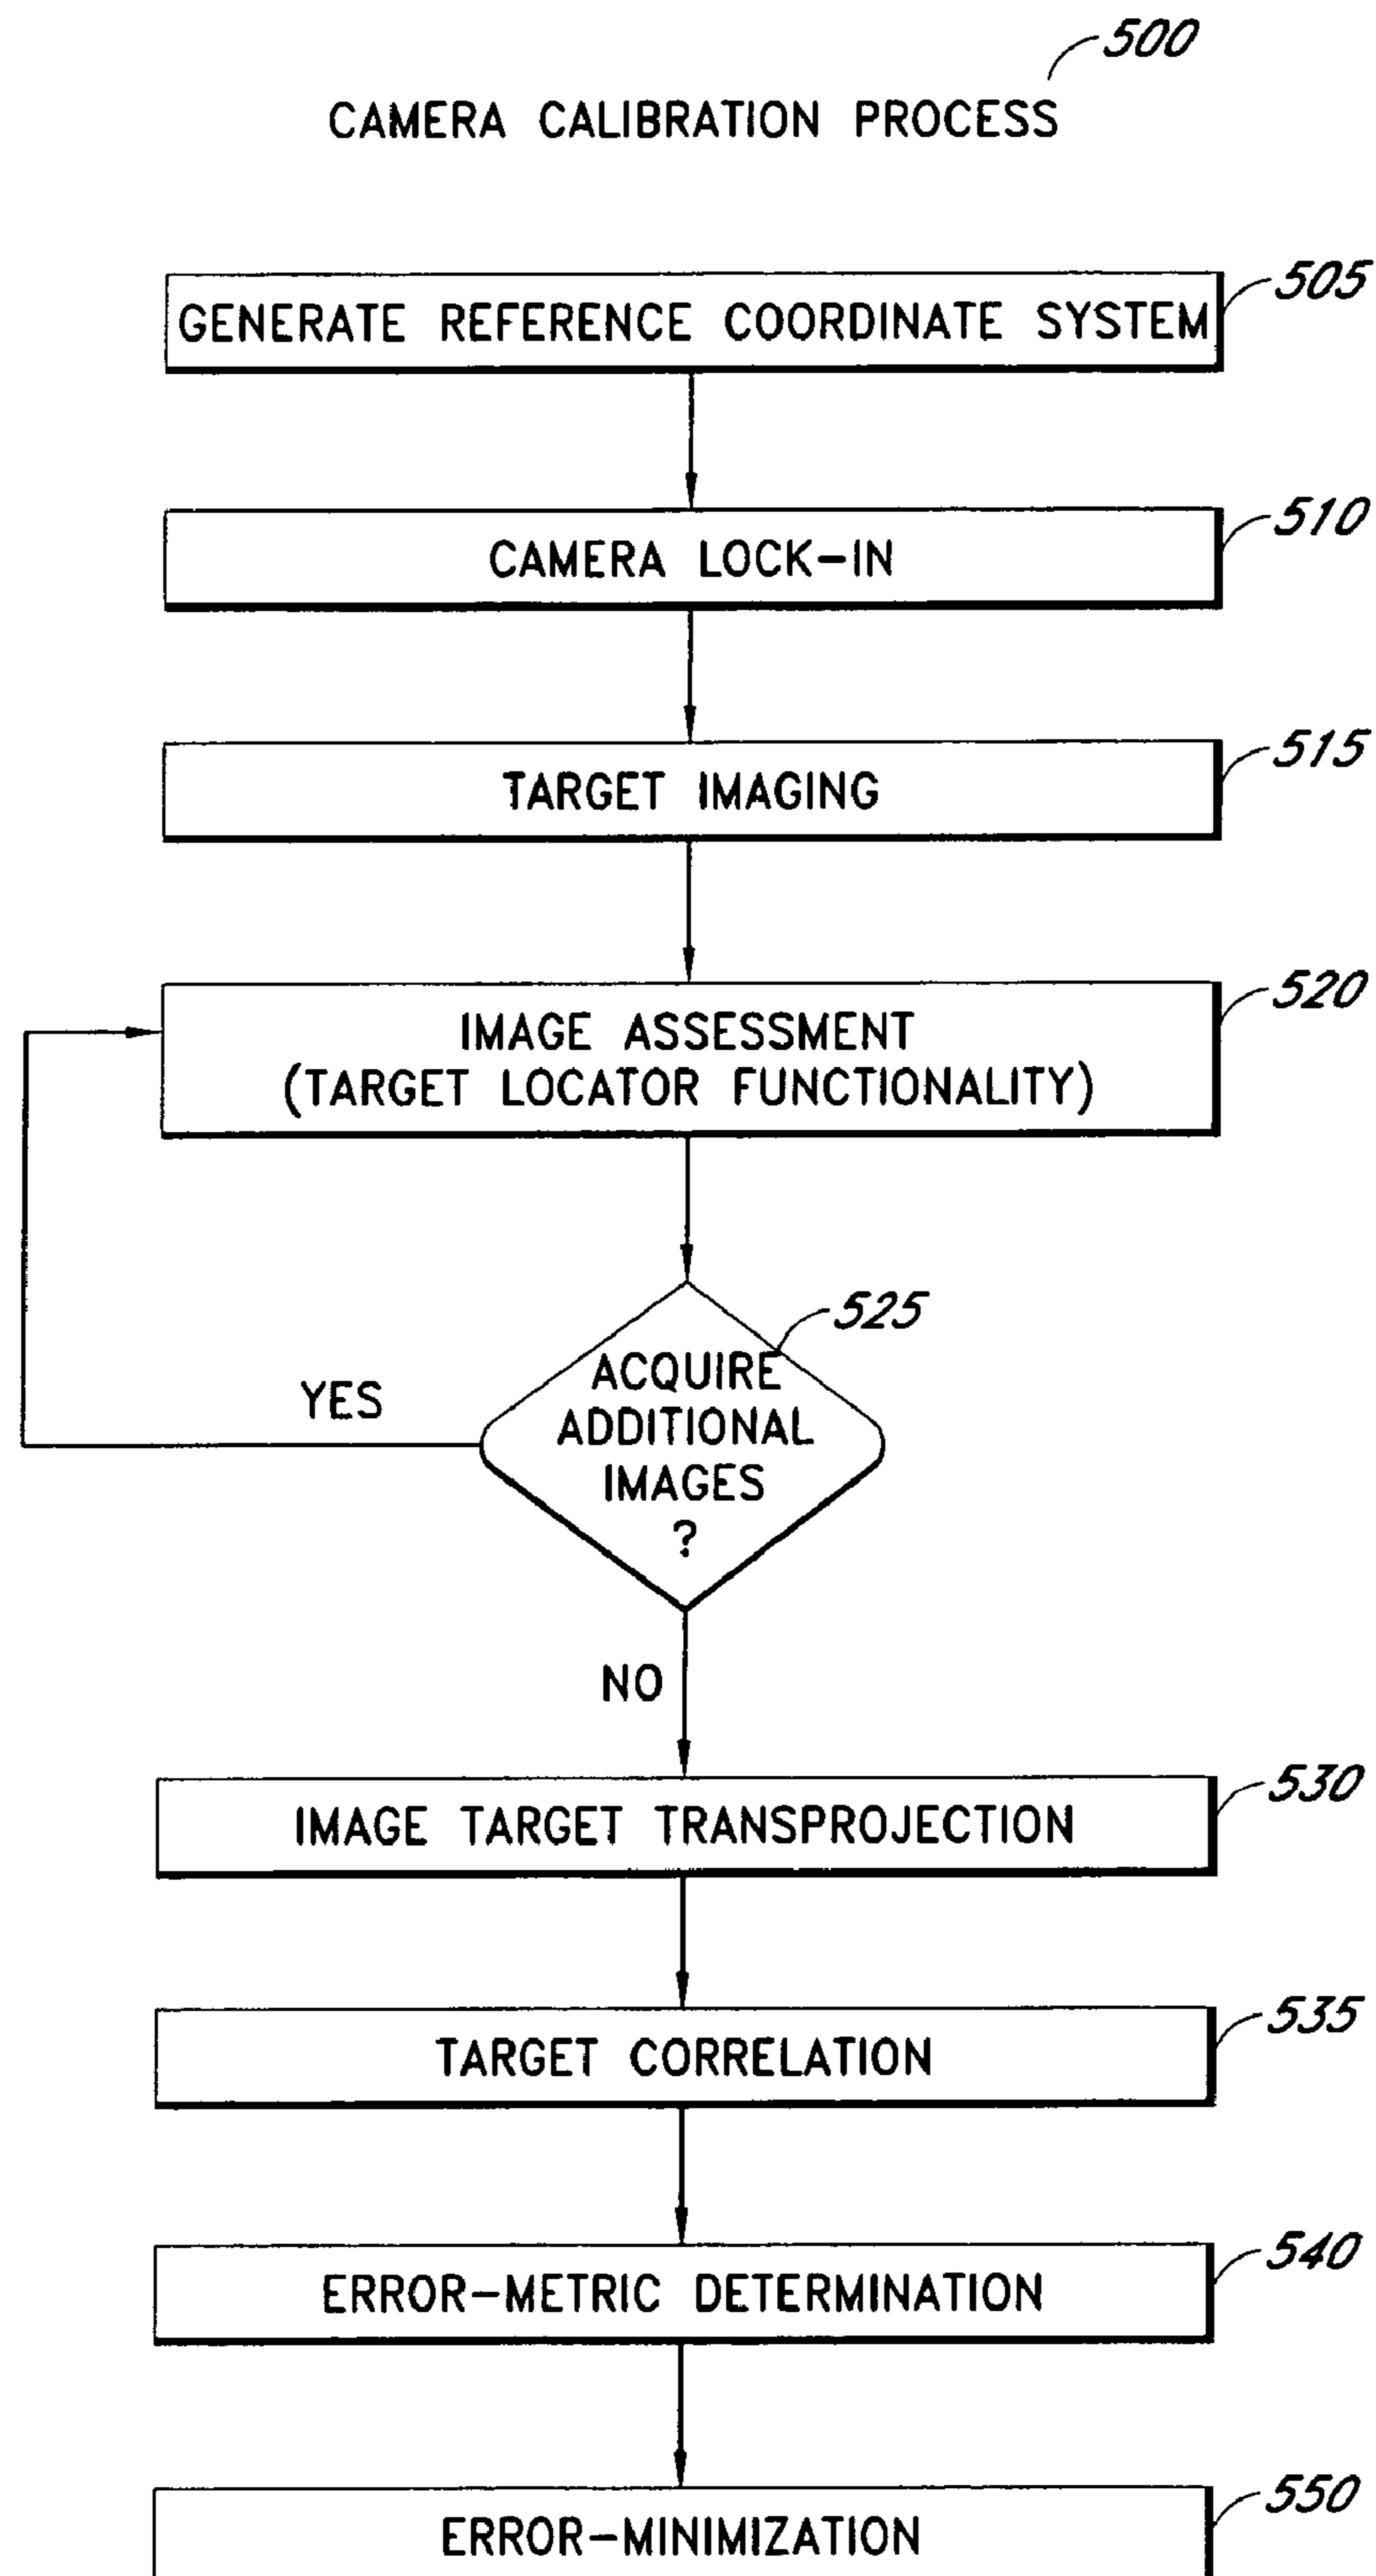 500
CAMERA CALIBRATION PROCESS
505
GENERATE REFERENCE COORDINATE SYSTEM
510
CAMERA LOCK-IN
515
TARGET IMAGING
520
IMAGE ASSESSMENT
(TARGET LOCATOR FUNCTIONALITY)
525
ACQUIRE
ADDITIONAL
IMAGES
?
YES
NO
530
IMAGE TARGET TRANSPROJECTION
535
TARGET CORRELATION
540
ERROR-METRIC DETERMINATION
550
ERROR-MINIMIZATION